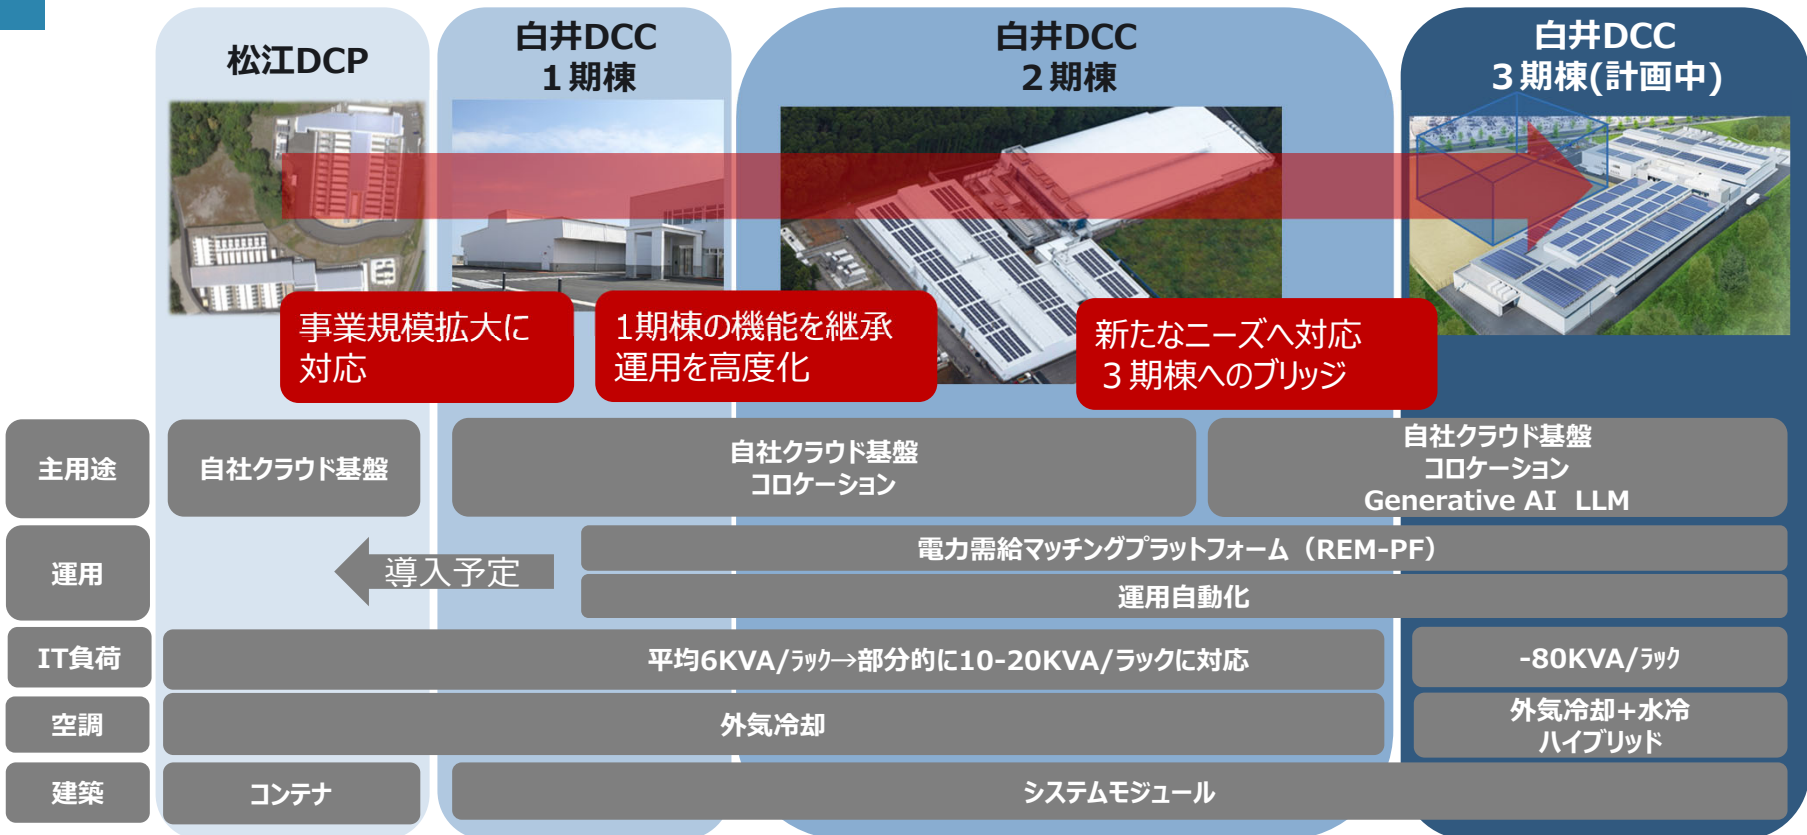 松江DCP
白井DCC
１期棟
白井DCC
２期棟
白井DCC
３期棟(計画中)
事業規模拡大に
対応
1期棟の機能を継承
運用を高度化
新たなニーズへ対応
３期棟へのブリッジ
主用途
自社クラウド基盤
自社クラウド基盤
コロケーション
自社クラウド基盤
コロケーション
Generative AI LLM
運用
導入予定
電力需給マッチングプラットフォーム（REM-PF）
運用自動化
IT負荷
平均6KVA/ﾗｯｸ→部分的に10-20KVA/ラックに対応
-80KVA/ﾗｯｸ
空調
外気冷却
外気冷却+水冷
ハイブリッド
建築
コンテナ
システムモジュール